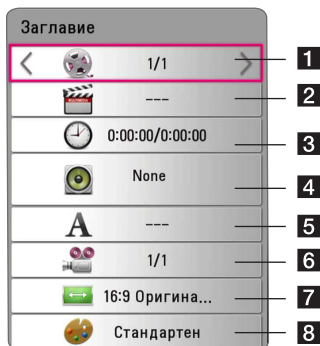 Заглавие
1/1 1
--- 2
0:00:00/0:00:00 3
None 4
A --- 5
1/1 6
16:9 Оригина... 7
Стандартен 8